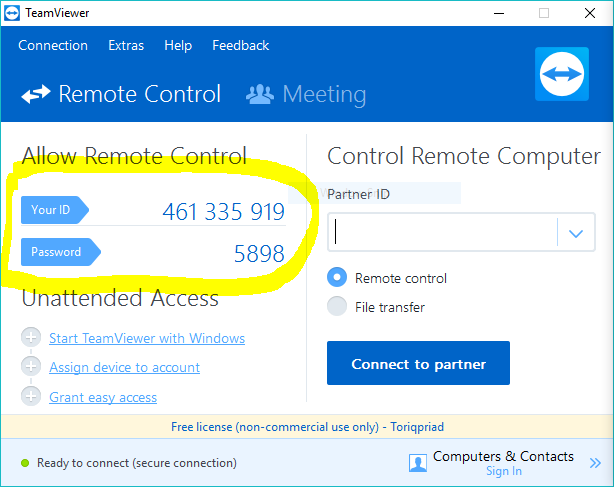 TeamViewer
Connection Extras Help Feedback
Remote Control Meeting
Allow Remote Control
Your ID 461 335 919
Password 5898
Unattended Access
Start TeamViewer with Windows
Assign device to account
Grant easy access
Control Remote Computer
Partner ID
Remote control
File transfer
Connect to partner
Free license (non-commercial use only) - Toriqpriad
Ready to connect (secure connection)
Computers & Contacts
Sign In